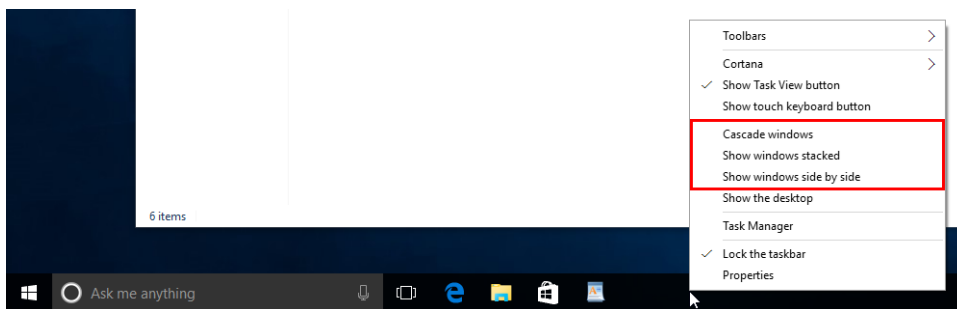 Toolbars
Cortana
Show Task View button
Show touch keyboard button
Cascade windows
Show windows stacked
Show windows side by side
Show the desktop
Task Manager
Lock the taskbar
Properties
6 items
Ask me anything